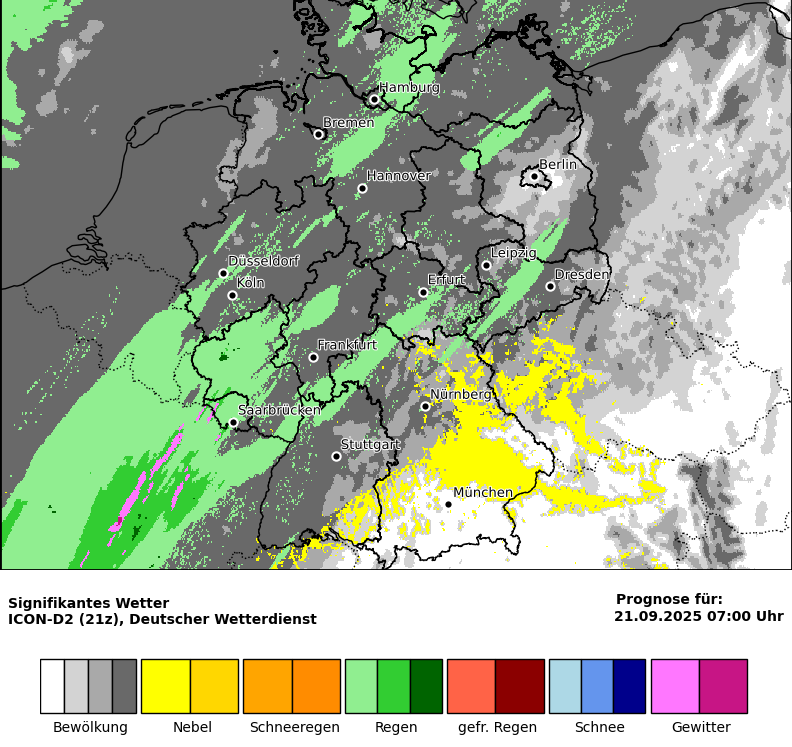 Hamburg
Bremen
Berlin
Hannover
Leipzig
Düsseldorf
Dresden
Köln
Erfurt
Frankfurt
Nürnberg
Saarbrücken
Stuttgart
München
Signifikantes Wetter
ICON-D2 (21z), Deutscher Wetterdienst
Prognose für:
21.09.2025 07:00 Uhr
Bewölkung Nebel Schneeregen Regen gefr. Regen Schnee Gewitter